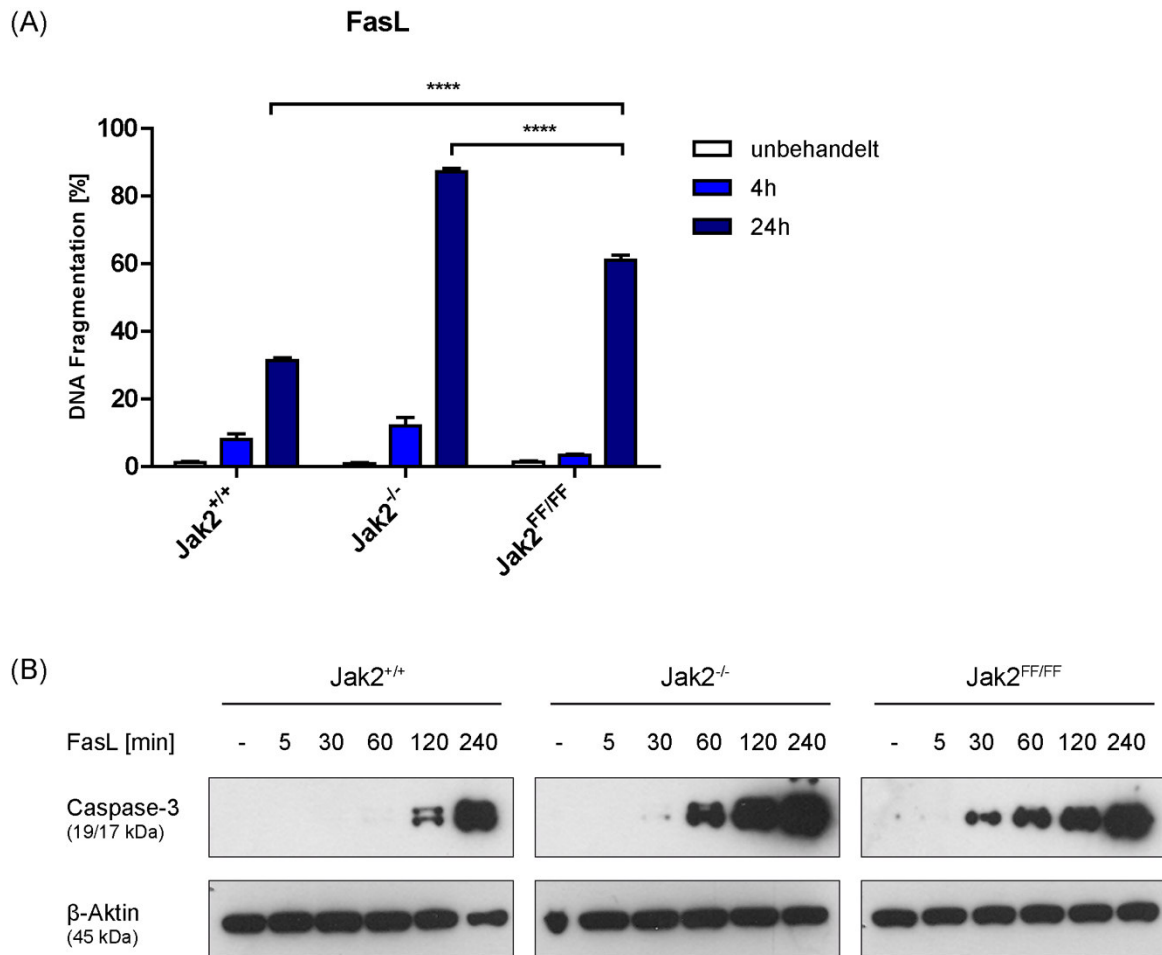 (A)
FasL
****
****
DNA Fragmentation [%]
100
80
60
40
20
0
Jak2+/+
Jak2-/-
Jak2FF/FF
unbehandelt
4h
24h
(B)
Jak2+/+ Jak2-/- Jak2FF/FF
FasL [min] - 5 30 60 120 240 - 5 30 60 120 240 - 5 30 60 120 240
Caspase-3
(19/17 kDa)
β-Aktin
(45 kDa)